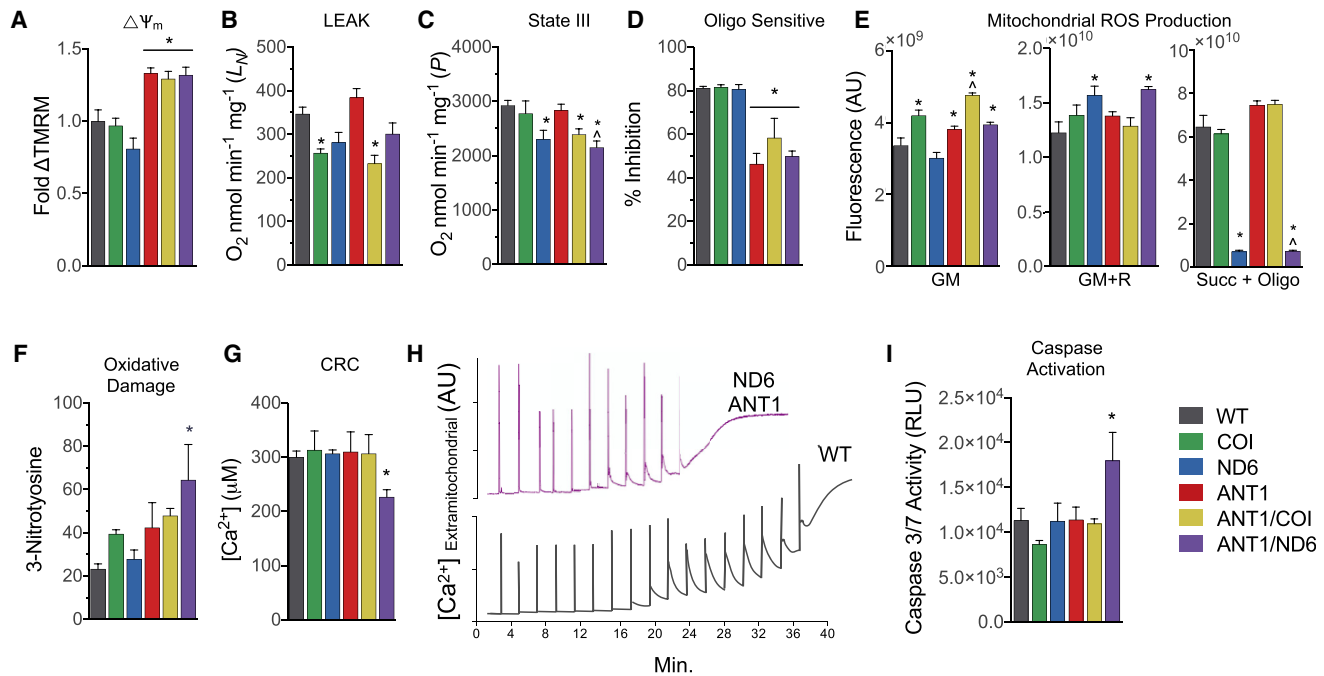 A
△Ψm
Fold ΔTMRM
1.5
1.0
0.5
0.0
*
B
LEAK
O2 nmol min-1 mg-1 (LN)
500
450
400
350
300
250
200
150
100
50
0
* *
C
State III
O2 nmol min-1 mg-1 (P)
4000
3000
2000
1000
0
* * *
^
D
Oligo Sensitive
% Inhibition
100
80
60
40
20
0
*
E
Mitochondrial ROS Production
Fluorescence (AU)
×10^9
6
4
2
0
* * * *
^
GM
×10^10
2.0
1.5
1.0
0.5
0.0
* *
GM+R
×10^10
10
8
6
4
2
0
* *
^
Succ + Oligo
F
Oxidative
Damage
3-Nitrotyosine
100
80
60
40
20
0
*
G
CRC
[Ca2+] (μM)
400
300
200
100
0
*
H
[Ca2+] Extramitochondrial (AU)
ND6
ANT1
WT
0 4 8 12 16 20 24 28 32 36 40
Min.
I
Caspase
Activation
Caspase 3/7 Activity (RLU)
2.5×10^4
2.0×10^4
1.5×10^4
1.0×10^4
5.0×10^3
0.0
*
WT
COI
ND6
ANT1
ANT1/COI
ANT1/ND6